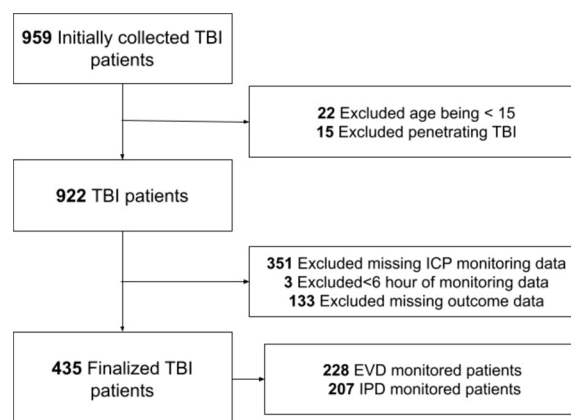 959 Initially collected TBI
patients
22 Excluded age being < 15
15 Excluded penetrating TBI
922 TBI patients
351 Excluded missing ICP monitoring data
3 Excluded<6 hour of monitoring data
133 Excluded missing outcome data
435 Finalized TBI
patients
228 EVD monitored patients
207 IPD monitored patients